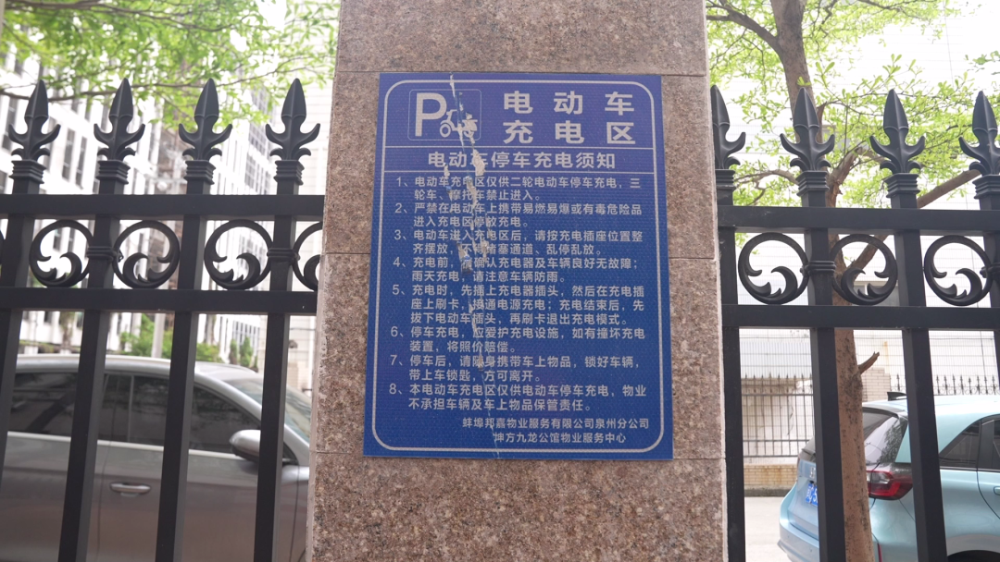 P
电动车
充电区
电动车停车充电须知
1、电动车充电区仅供二轮电动车停车充电，三
轮车、摩托车禁止进入。
2、严禁在电动车上携带易燃易爆或有毒危险品
进入充电区停放充电。
3、电动车进入充电区后，请按充电插座位置整
齐摆放，不得堵塞通道、乱停乱放。
4、充电前，请确认充电器及车辆良好无故障；
雨天充电，请注意车辆防雨。
5、充电时，先插上充电器插头，然后在充电插
座上刷卡，接通电源充电；充电结束后，先
拔下电动车插头，再刷卡退出充电模式。
6、停车充电，应爱护充电设施，如有撞坏充电
装置，将照价赔偿。
7、停车后，请随身携带车上物品，锁好车辆，
带上车锁匙，方可离开。
8、本电动车充电区仅供电动车停车充电、物业
不承担车辆及车上物品保管责任。
蚌埠邦嘉物业服务有限公司泉州分公司
坤方九龙公馆物业服务中心